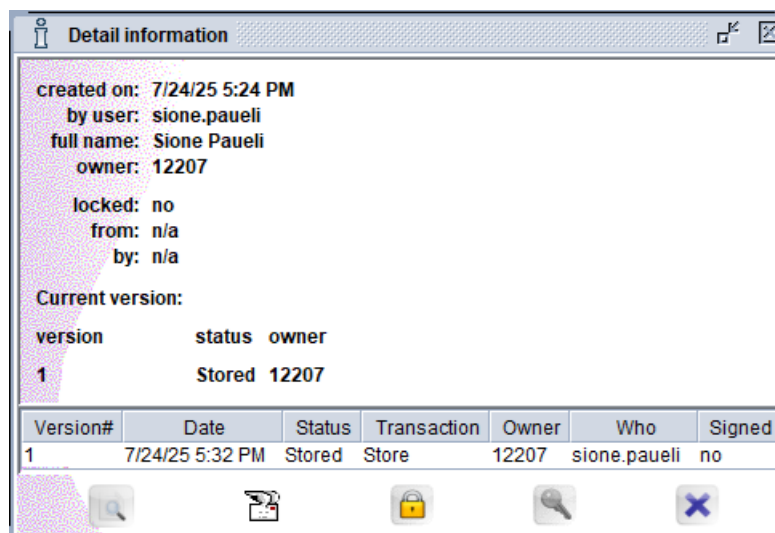 Detail information
created on: 7/24/25 5:24 PM
by user: sione.paueli
full name: Sione Paueli
owner: 12207
locked: no
from: n/a
by: n/a
Current version:
version status owner
1 Stored 12207
Version# Date Status Transaction Owner Who Signed
1 7/24/25 5:32 PM Stored Store 12207 sione.paueli no